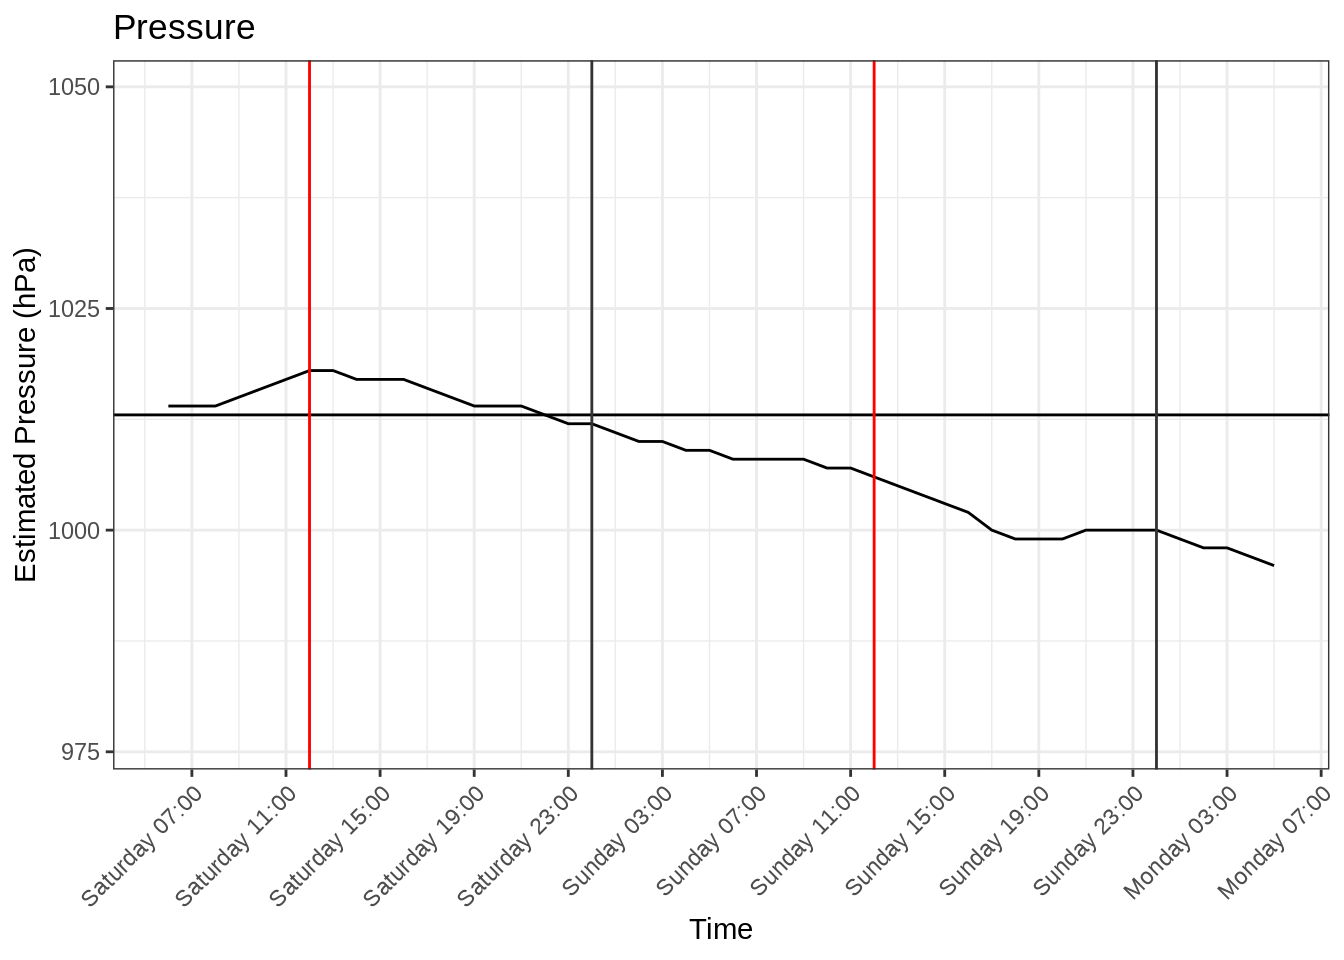 Pressure
Estimated Pressure (hPa)
1050
1025
1000
975
Saturday 07:00
Saturday 11:00
Saturday 15:00
Saturday 19:00
Saturday 23:00
Sunday 03:00
Sunday 07:00
Sunday 11:00
Sunday 15:00
Sunday 19:00
Sunday 23:00
Monday 03:00
Monday 07:00
Time